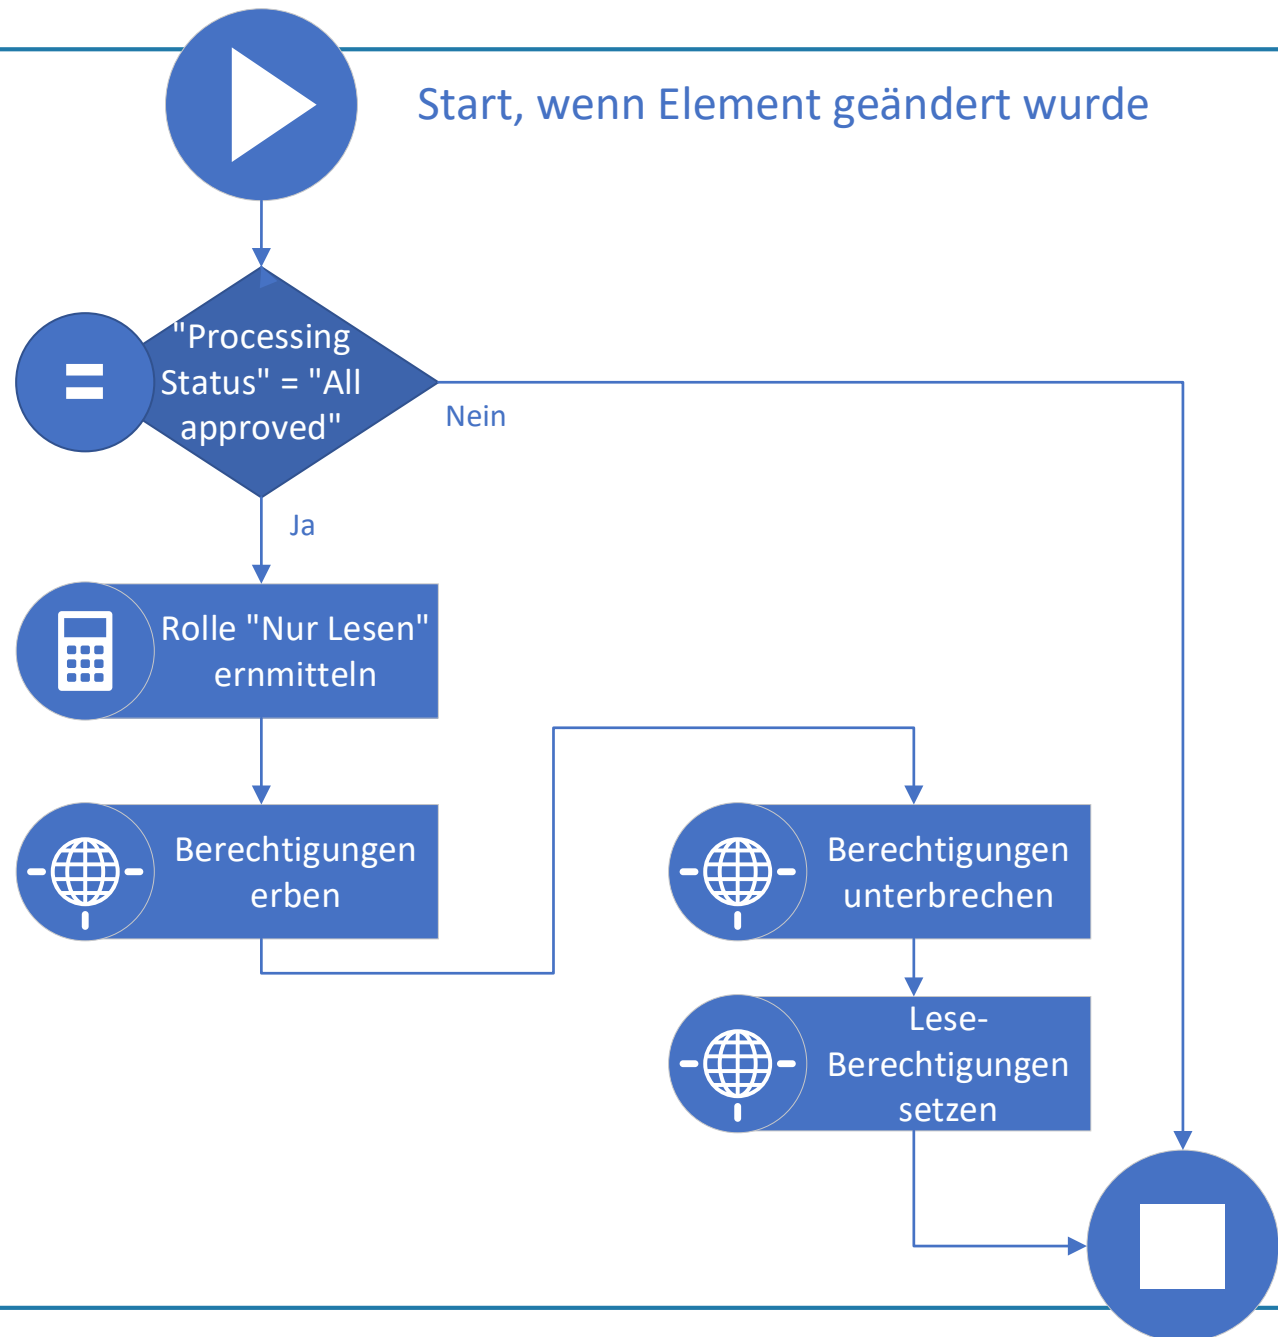 Start, wenn Element geändert wurde
"Processing
Status" = "All
approved"
Nein
Ja
Rolle "Nur Lesen"
ernmitteln
Berechtigungen
erben
Berechtigungen
unterbrechen
Lese-
Berechtigungen
setzen